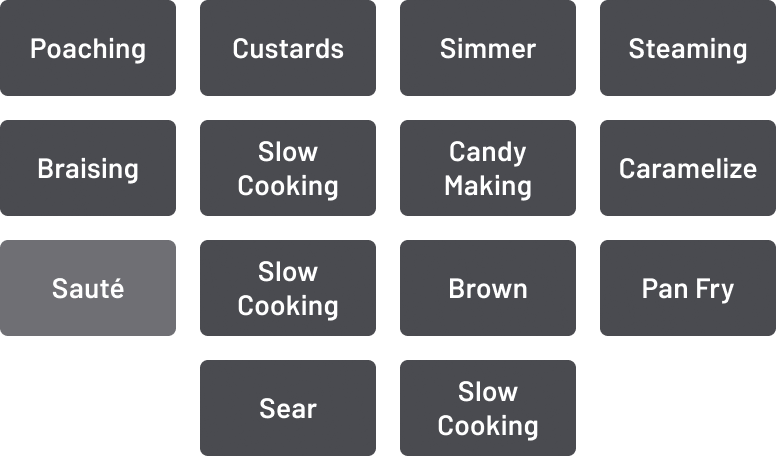 Poaching
Custards
Simmer
Steaming
Braising
Slow
Cooking
Candy
Making
Caramelize
Sauté
Slow
Cooking
Brown
Pan Fry
Sear
Slow
Cooking